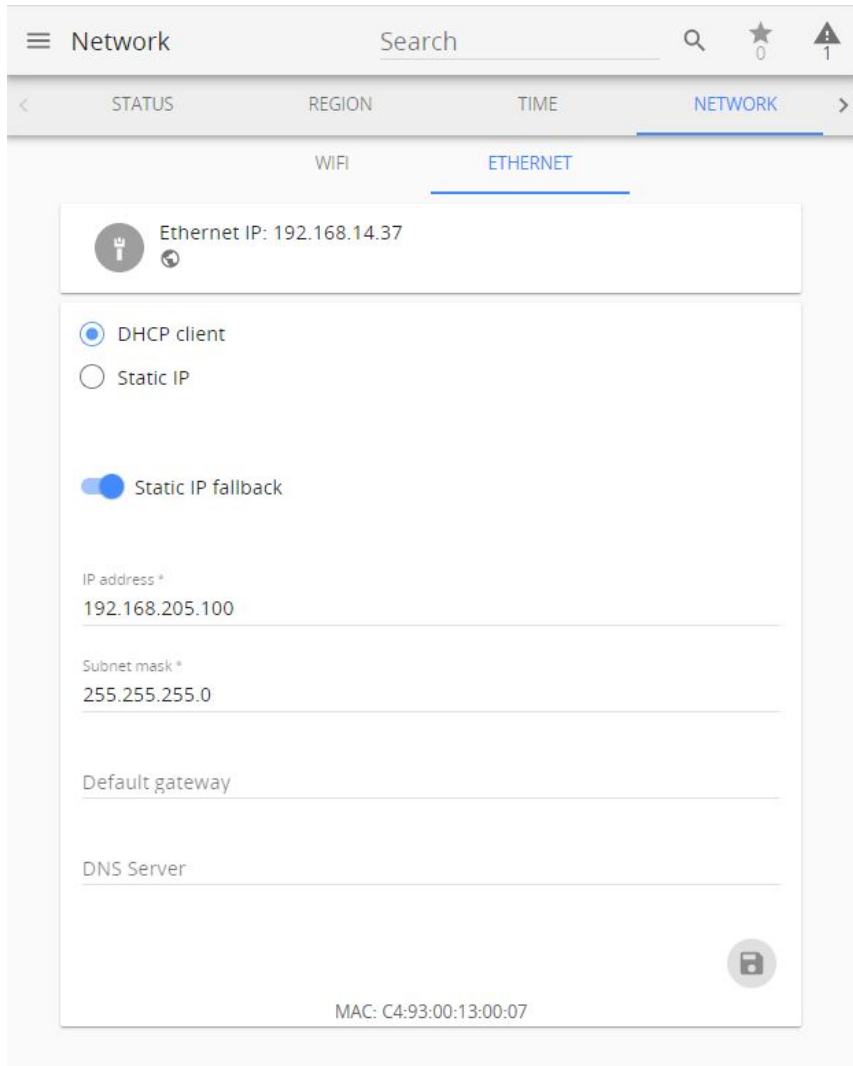 Network Search
0 1
STATUS REGION TIME NETWORK
WIFI ETHERNET
Ethernet IP: 192.168.14.37
DHCP client
Static IP
Static IP fallback
IP address *
192.168.205.100
Subnet mask *
255.255.255.0
Default gateway
DNS Server
MAC: C4:93:00:13:00:07